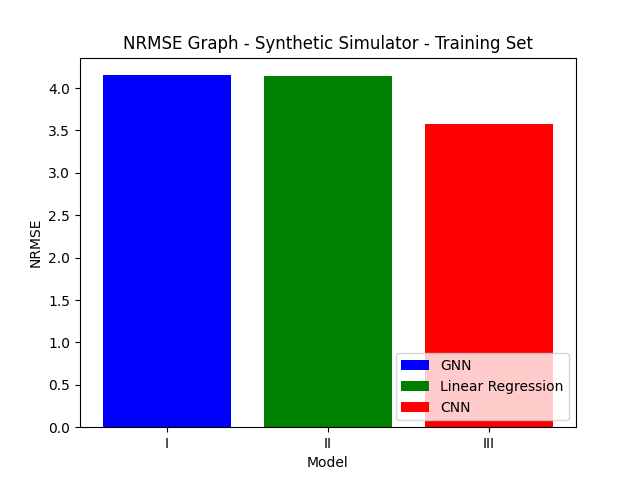 NRMSE Graph - Synthetic Simulator - Training Set
4.0
3.5
3.0
2.5
2.0
1.5
1.0
0.5
0.0
NRMSE
GNN
Linear Regression
CNN
I II III
Model